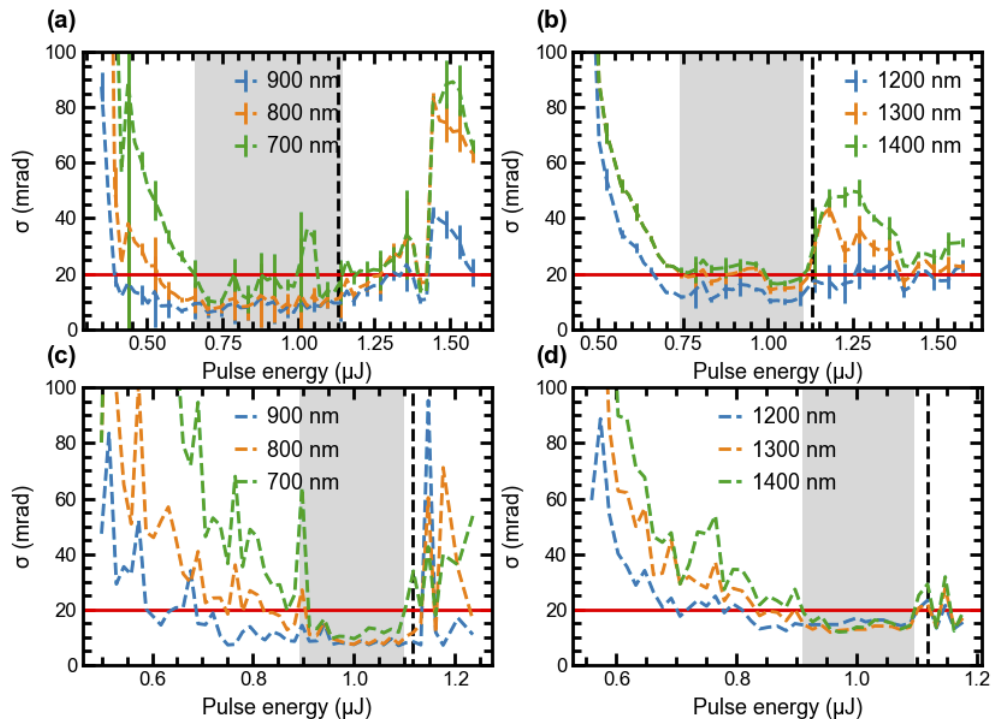 (a)
(b)
100
80
60
40
20
0
σ (mrad)
900 nm
800 nm
700 nm
0.50
0.75
1.00
1.25
1.50
Pulse energy (μJ)
100
80
60
40
20
0
σ (mrad)
1200 nm
1300 nm
1400 nm
0.50
0.75
1.00
1.25
1.50
Pulse energy (μJ)
(c)
(d)
100
80
60
40
20
0
σ (mrad)
900 nm
800 nm
700 nm
0.6
0.8
1.0
1.2
Pulse energy (μJ)
100
80
60
40
20
0
σ (mrad)
1200 nm
1300 nm
1400 nm
0.6
0.8
1.0
1.2
Pulse energy (μJ)